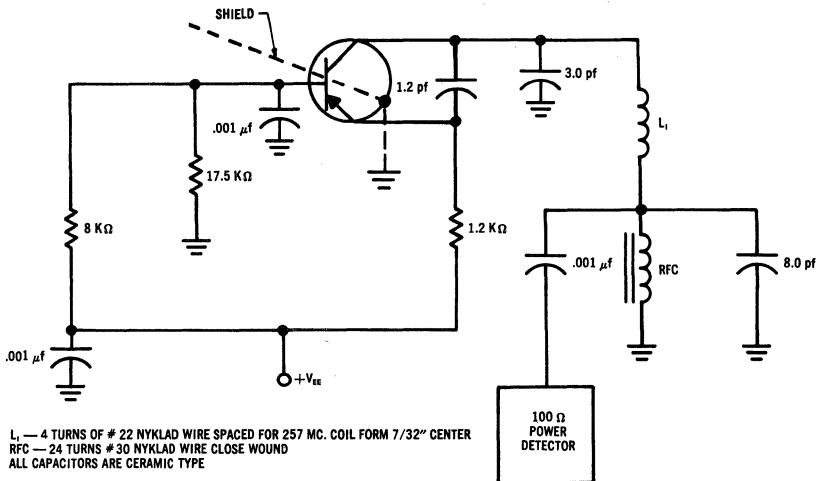 SHIELD
1.2 pf
3.0 pf
.001 µf
L₁
17.5 KΩ
8 KΩ
1.2 KΩ
.001 µf
RFC
8.0 pf
.001 µf
+V_EE
100 Ω
POWER
DETECTOR
L₁ — 4 TURNS OF # 22 NYKLAD WIRE SPACED FOR 257 MC. COIL FORM 7/32" CENTER
RFC — 24 TURNS # 30 NYKLAD WIRE CLOSE WOUND
ALL CAPACITORS ARE CERAMIC TYPE